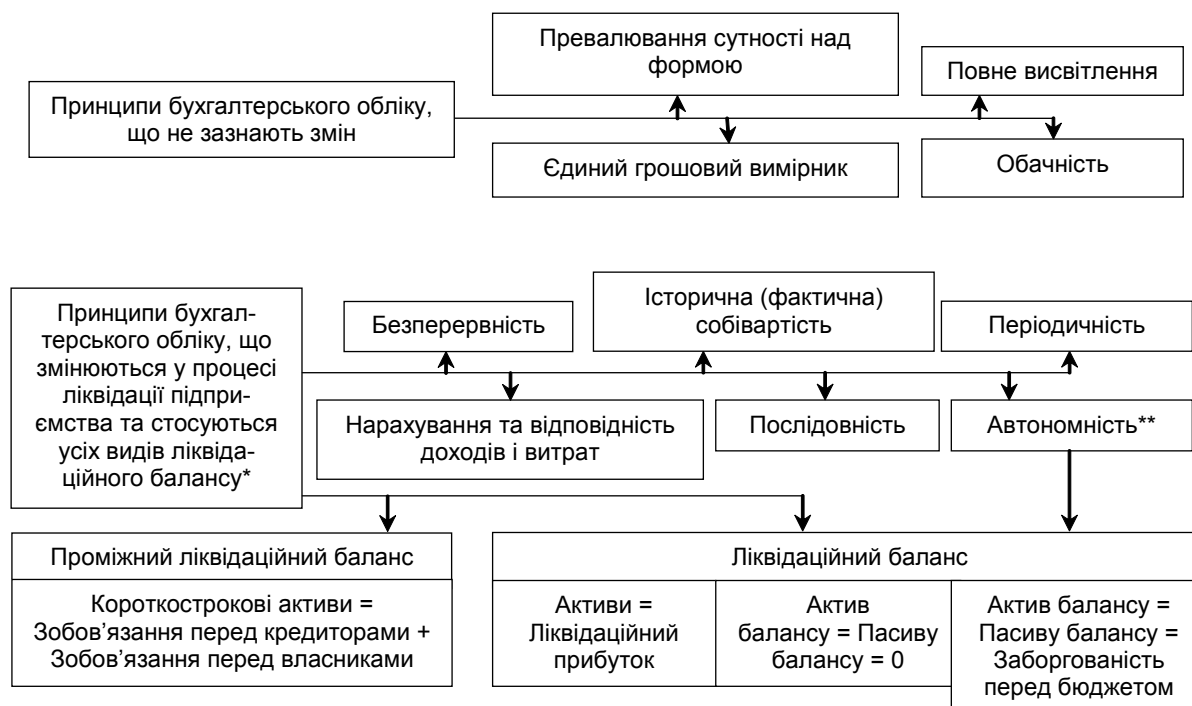 Превалювання сутності над
формою
Повне висвітлення
Принципи бухгалтерського обліку,
що не зазнають змін
Єдиний грошовий вимірник
Обачність
Принципи бухгал-
терського обліку, що
змінюються у процесі
ліквідації підпри-
ємства та стосуються
усіх видів ліквіда-
ційного балансу*
Безперервність
Історична (фактична)
собівартість
Періодичність
Нарахування та відповідність
доходів і витрат
Послідовність
Автономність**
Проміжний ліквідаційний баланс
Короткострокові активи =
Зобов’язання перед кредиторами +
Зобов’язання перед власниками
Ліквідаційний баланс
Активи =
Ліквідаційний
прибуток
Актив
балансу = Пасиву
балансу = 0
Актив балансу =
Пасиву балансу =
Заборгованість
перед бюджетом